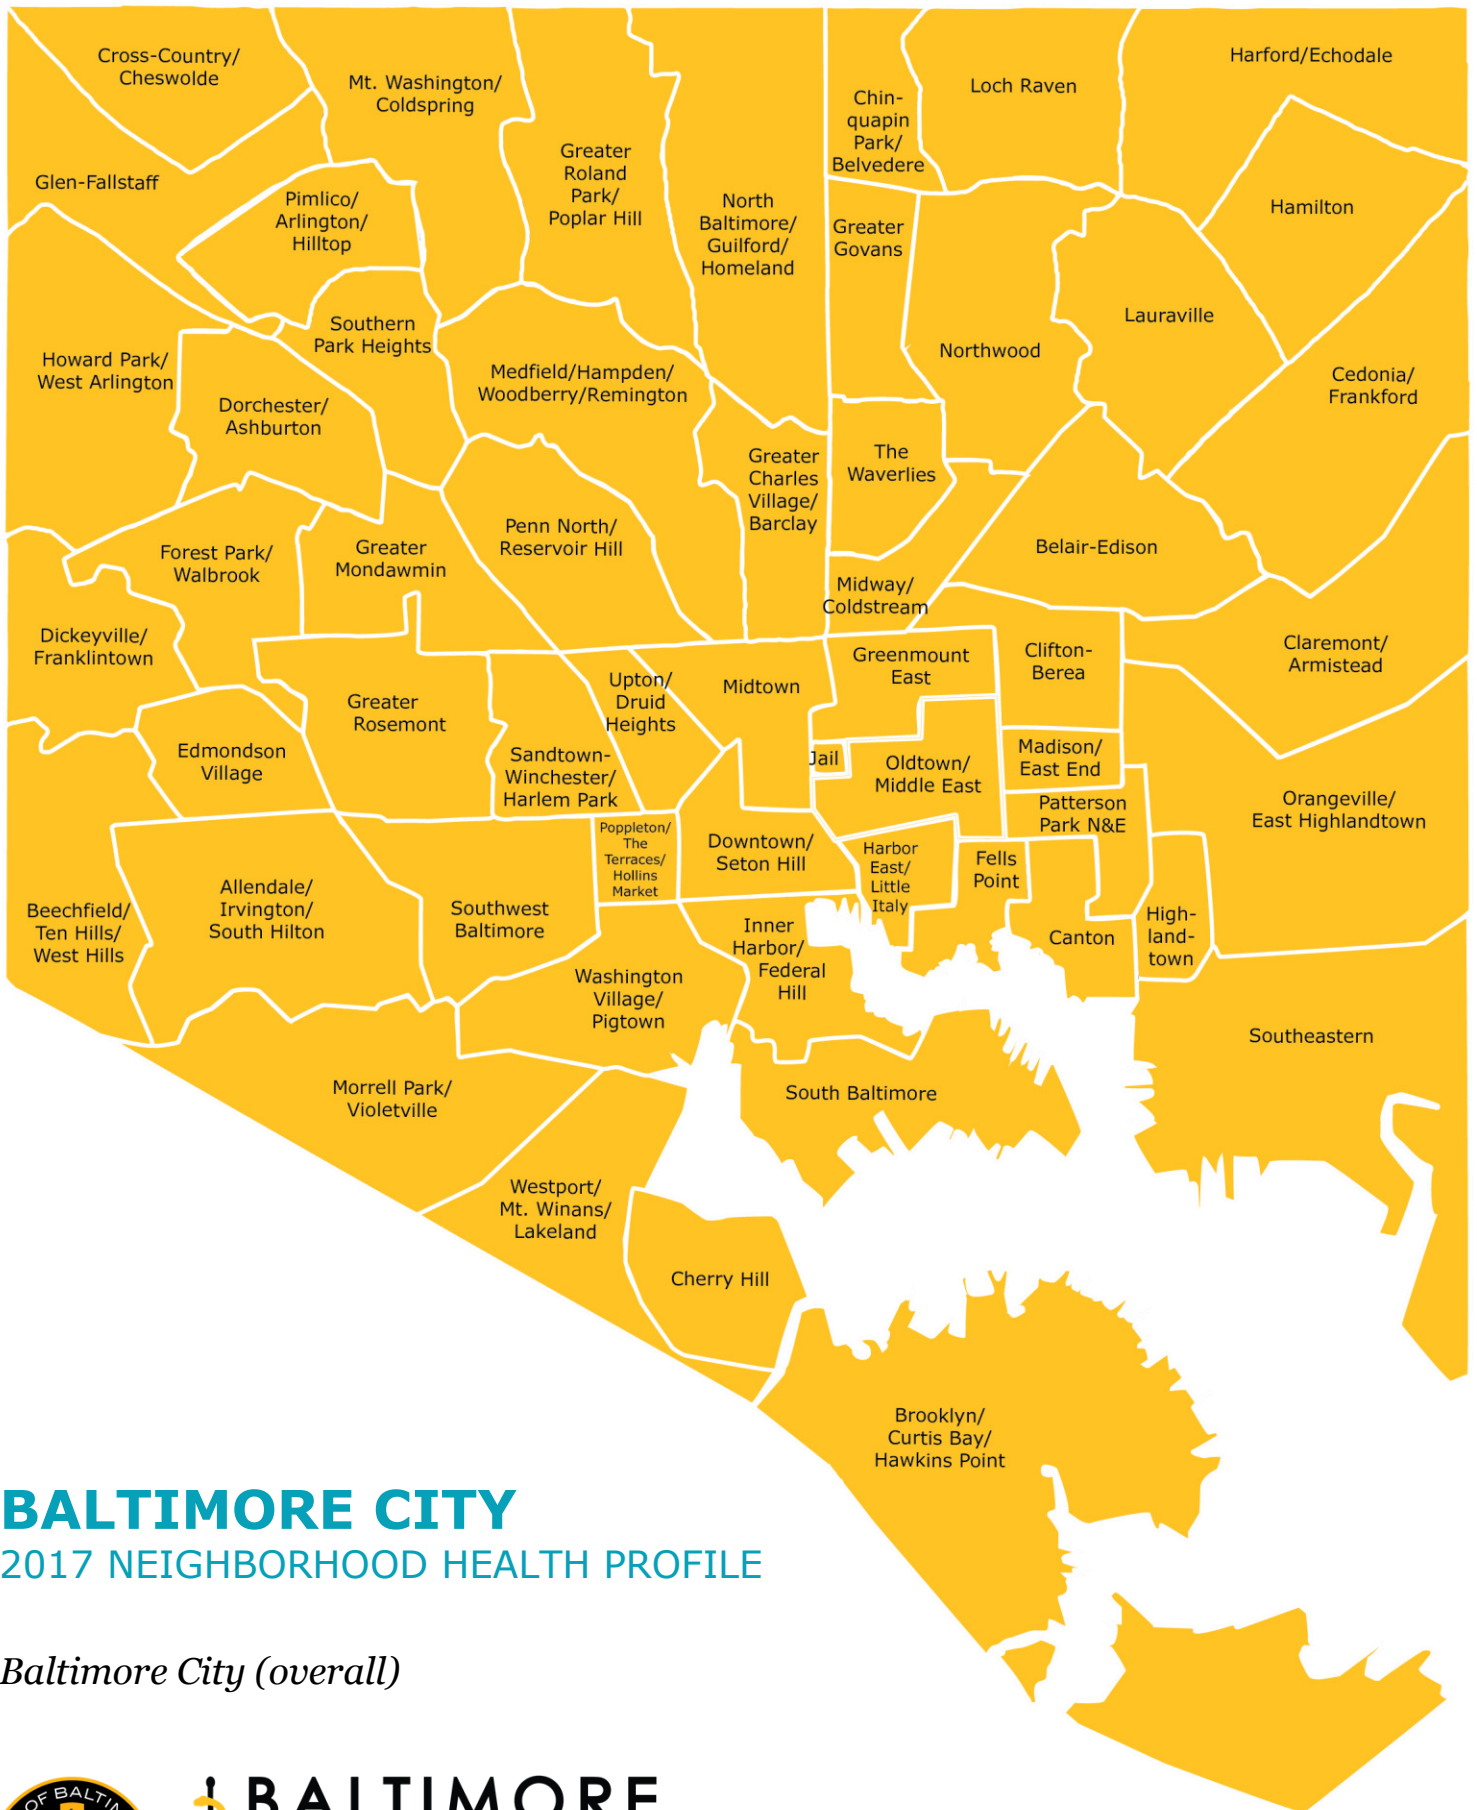 Cross-Country/
Cheswolde
Mt. Washington/
Coldspring
Harford/Echodale
Loch Raven
Chin-
quapin
Park/
Belvedere
Greater
Roland
Park/
Poplar Hill
Glen-Fallstaff
Pimlico/
Arlington/
Hilltop
North
Baltimore/
Guilford/
Homeland
Greater
Govans
Hamilton
Southern
Park Heights
Lauraville
Northwood
Howard Park/
West Arlington
Medfield/Hampden/
Woodberry/Remington
Cedonia/
Frankford
Dorchester/
Ashburton
Greater
Charles
Village/
Barclay
The
Waverlies
Penn North/
Reservoir Hill
Forest Park/
Walbrook
Greater
Mondawmin
Belair-Edison
Midway/
Coldstream
Dickeyville/
Franklintown
Claremont/
Armistead
Greenmount
East
Clifton-
Berea
Upton/
Druid
Heights
Midtown
Greater
Rosemont
Edmondson
Village
Sandtown-
Winchester/
Harlem Park
Jail
Oldtown/
Middle East
Madison/
East End
Patterson
Park N&E
Orangeville/
East Highlandtown
Poppleton/
The
Terraces/
Hollins
Market
Downtown/
Seton Hill
Harbor
East/
Little
Italy
Fells
Point
Allendale/
Irvington/
South Hilton
Beechfield/
Ten Hills/
West Hills
Southwest
Baltimore
Inner
Harbor/
Federal
Hill
Canton
High-
land-
town
Washington
Village/
Pigtown
Southeastern
Morrell Park/
Violetville
South Baltimore
Westport/
Mt. Winans/
Lakeland
Cherry Hill
Brooklyn/
Curtis Bay/
Hawkins Point
BALTIMORE CITY
2017 NEIGHBORHOOD HEALTH PROFILE
Baltimore City (overall)
OF
BALTIMORE